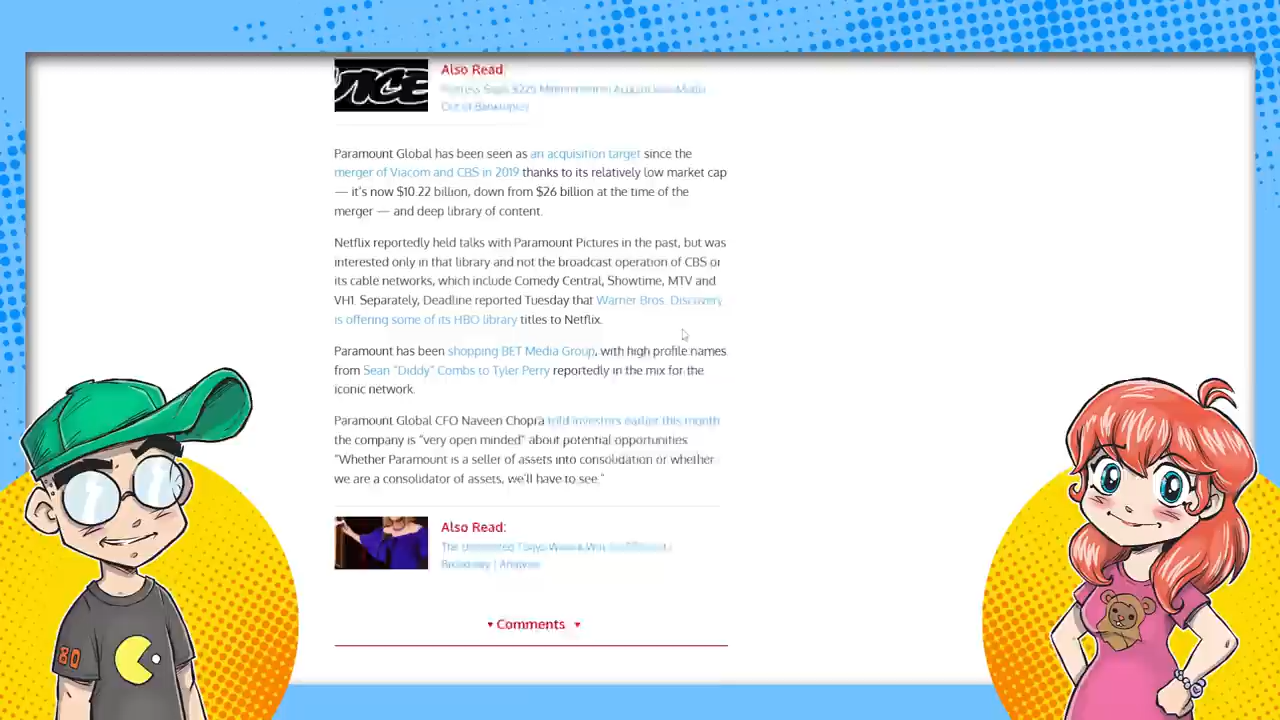 VICE
Also Read:
Out of Bankruptcy
Paramount Global has been seen as an acquisition target since the
merger of Viacom and CBS in 2019 thanks to its relatively low market cap
— it's now $10.22 billion, down from $26 billion at the time of the
merger — and deep library of content.
Netflix reportedly held talks with Paramount Pictures in the past, but was
interested only in that library and not the broadcast operation of CBS or
its cable networks, which include Comedy Central, Showtime, MTV and
VH1. Separately, Deadline reported Tuesday that Warner Bros. Discovery
is offering some of its HBO library titles to Netflix.
Paramount has been shopping BET Media Group, with high profile names
from Sean "Diddy" Combs to Tyler Perry reportedly in the mix for the
iconic network.
Paramount Global CFO Naveen Chopra told investors earlier this month
the company is "very open minded" about potential opportunities.
"Whether Paramount is a seller of assets into consolidation or whether
we are a consolidator of assets, we'll have to see."
Also Read:
Broadway | Analysis
▾ Comments ▾
80